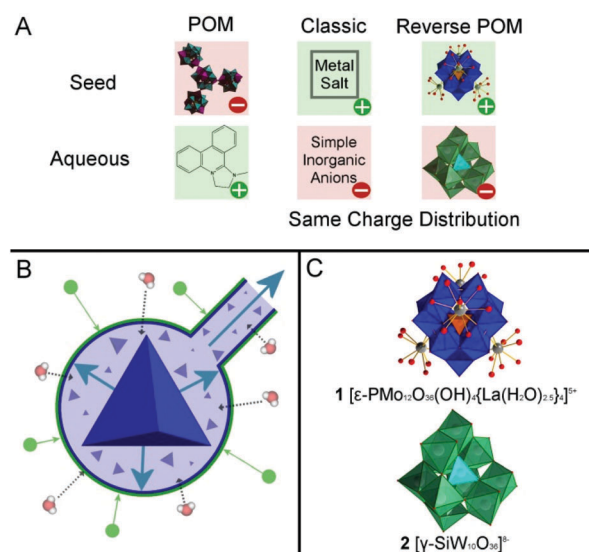 A
POM
Classic
Reverse POM
Seed
Metal
Salt
Aqueous
N
N
Simple
Inorganic
Anions
Same Charge Distribution
B
C
1 [ε-PMo₁₂O₃₆(OH)₄{La(H₂O)₂.₅}₄]⁵⁺
2 [γ-SiW₁₀O₃₆]⁸⁻